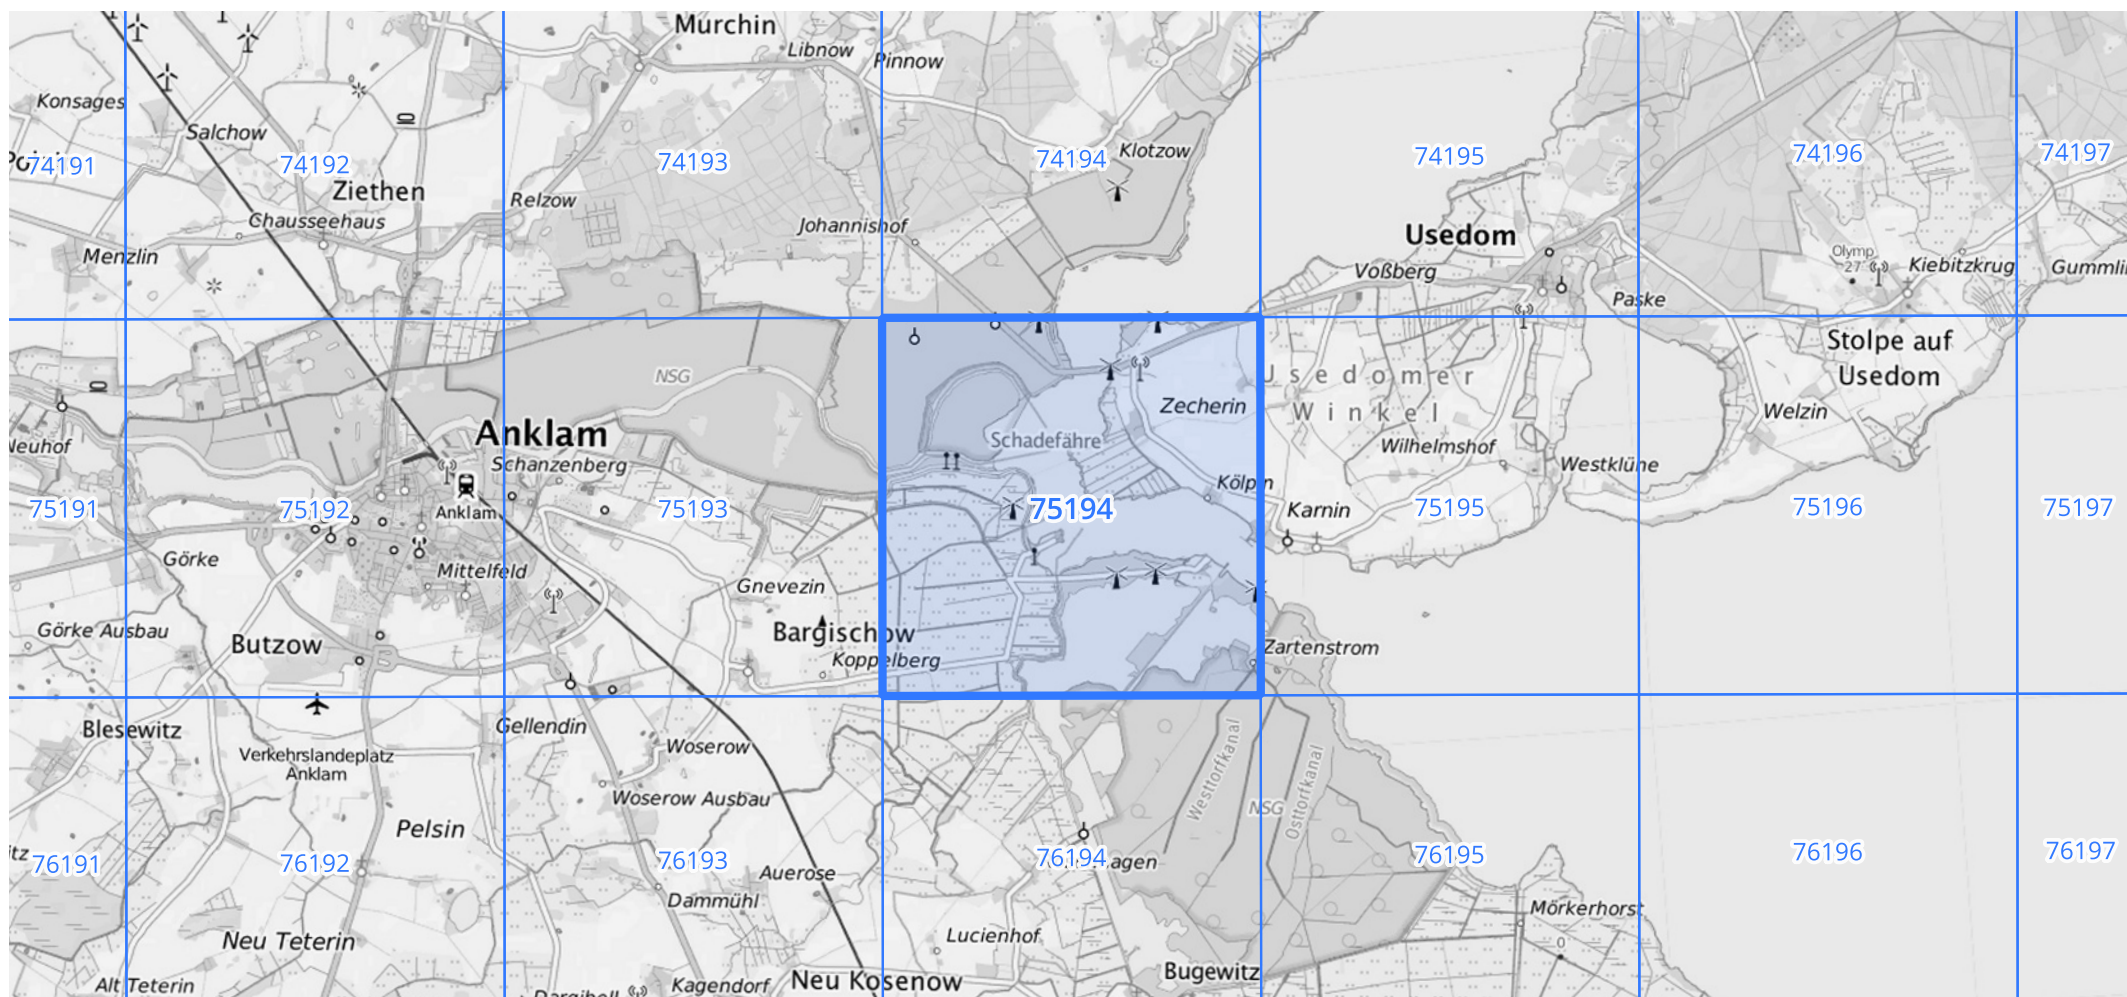 Murchin
Libnow
Pinnow
Konsages
Salchow
74191
74192
74193
74194
Klotzow
74195
74196
74197
Ziethen
Relzow
Chausseehaus
Johannishof
Menzlin
Usedom
Voßberg
Olymp
27
Kiebitzkrug
Paske
Stolpe auf
Usedom
NSG
Usedomer
Winkel
Zecherin
Welzin
Anklam
Schadefähre
Neuhof
Schanzenberg
Wilhelmshof
Westklüne
Kölpin
Anklam
75191
75192
75193
75194
Karnin
75195
75196
75197
Görke
Mittelfeld
Gnevezin
Görke Ausbau
Butzow
Bargischow
Koppelberg
Zartenstrom
Blesewitz
Gellendin
Woserow
Verkehrslandeplatz
Anklam
Westtorfkanal
Osttorfkanal
NSG
Woserow Ausbau
Pelsin
76191
76192
76193
76194
76195
76196
76197
Auerose
Dammühl
Mörkerhorst
0
Neu Teterin
Lucienhof
Bugewitz
Alt Teterin
Kagendorf
Neu Kosenow